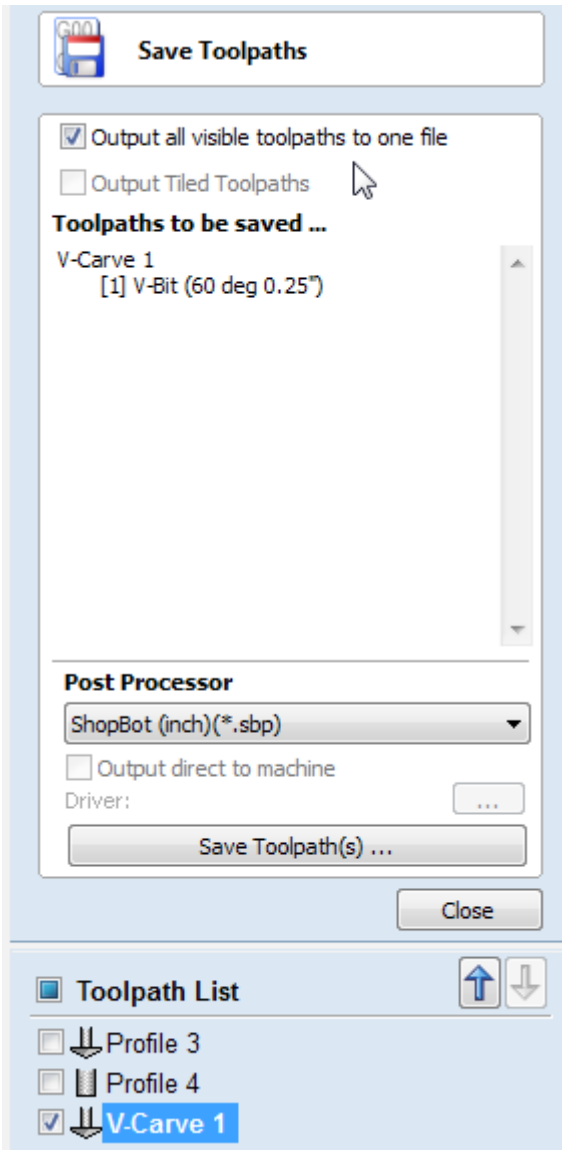 G00
Save Toolpaths
Output all visible toolpaths to one file
Output Tiled Toolpaths
Toolpaths to be saved ...
V-Carve 1
[1] V-Bit (60 deg 0.25")
Post Processor
ShopBot (inch)(*.sbp)
Output direct to machine
Driver:
...
Save Toolpath(s) ...
Close
Toolpath List
Profile 3
Profile 4
V-Carve 1